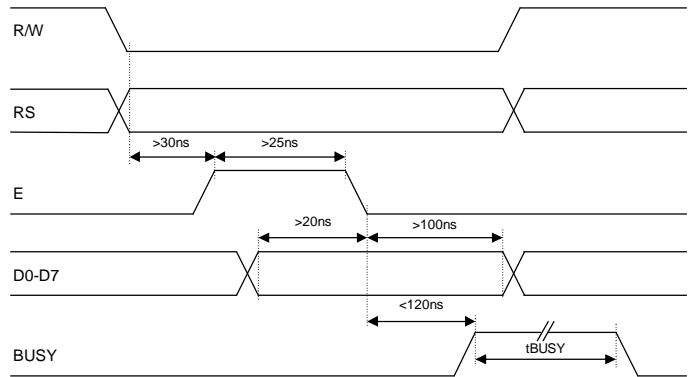 R/W
RS
>30ns >25ns
E
>20ns >100ns
D0-D7
<120ns
BUSY tBUSY